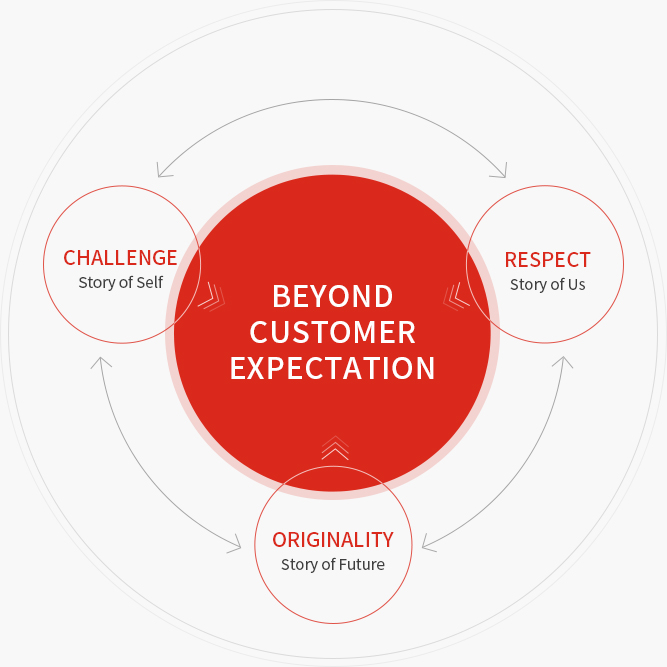 CHALLENGE
Story of Self
RESPECT
Story of Us
BEYOND
CUSTOMER
EXPECTATION
ORIGINALITY
Story of Future